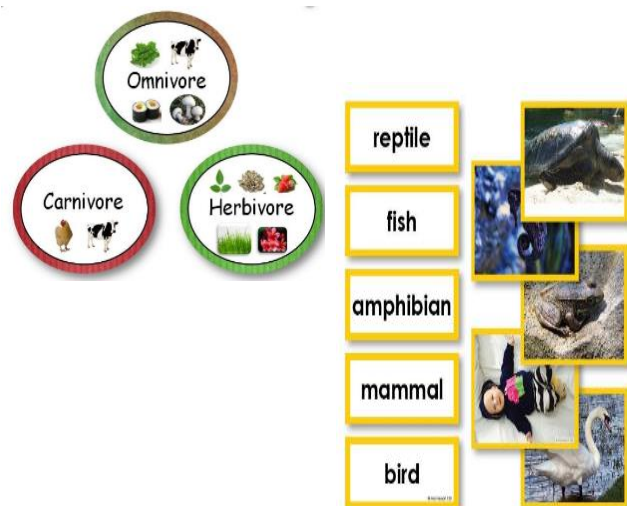 Omnivore
Carnivore
Herbivore
reptile
fish
amphibian
mammal
bird